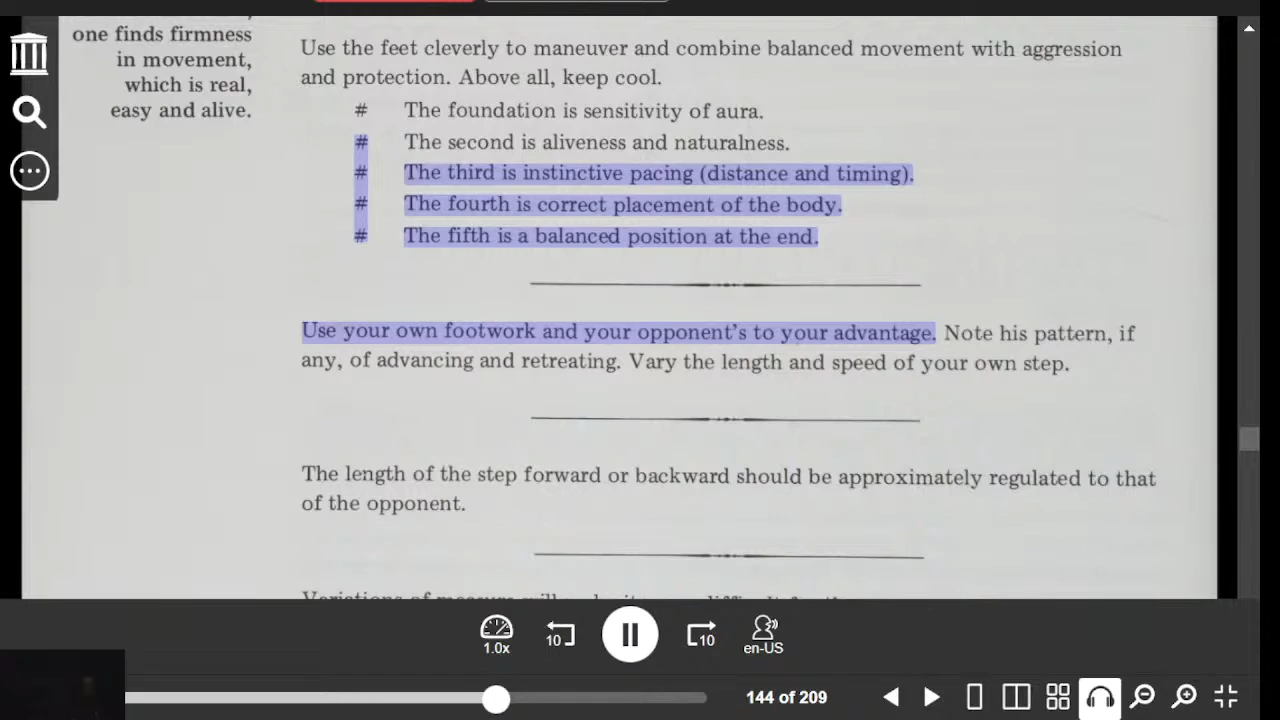 one finds firmness
in movement,
which is real,
easy and alive.
Use the feet cleverly to maneuver and combine balanced movement with aggression
and protection. Above all, keep cool.
# The foundation is sensitivity of aura.
# The second is aliveness and naturalness.
# The third is instinctive pacing (distance and timing).
# The fourth is correct placement of the body.
# The fifth is a balanced position at the end.
Use your own footwork and your opponent's to your advantage. Note his pattern, if
any, of advancing and retreating. Vary the length and speed of your own step.
The length of the step forward or backward should be approximately regulated to that
of the opponent.
Variations of measure will
1.0x
10
10
en-US
144 of 209